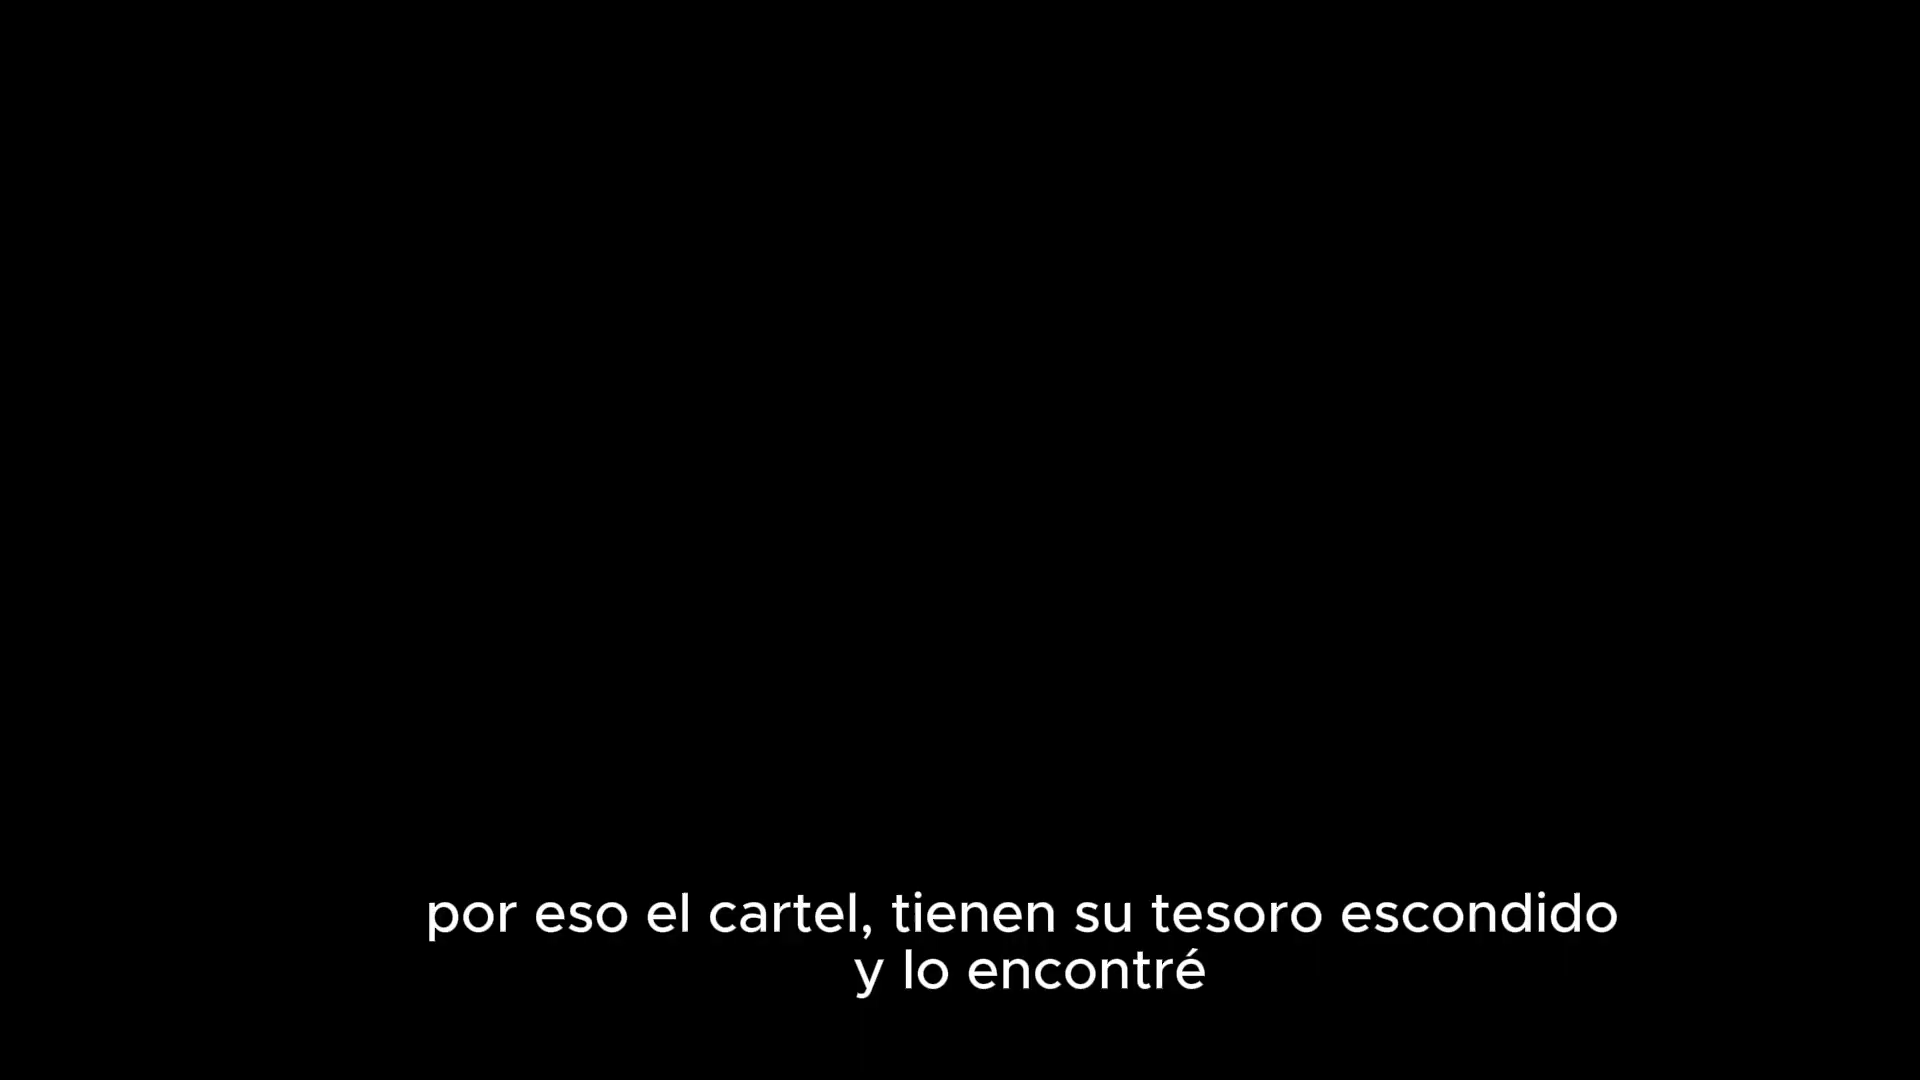 por eso el cartel, tienen su tesoro escondido
y lo encontré